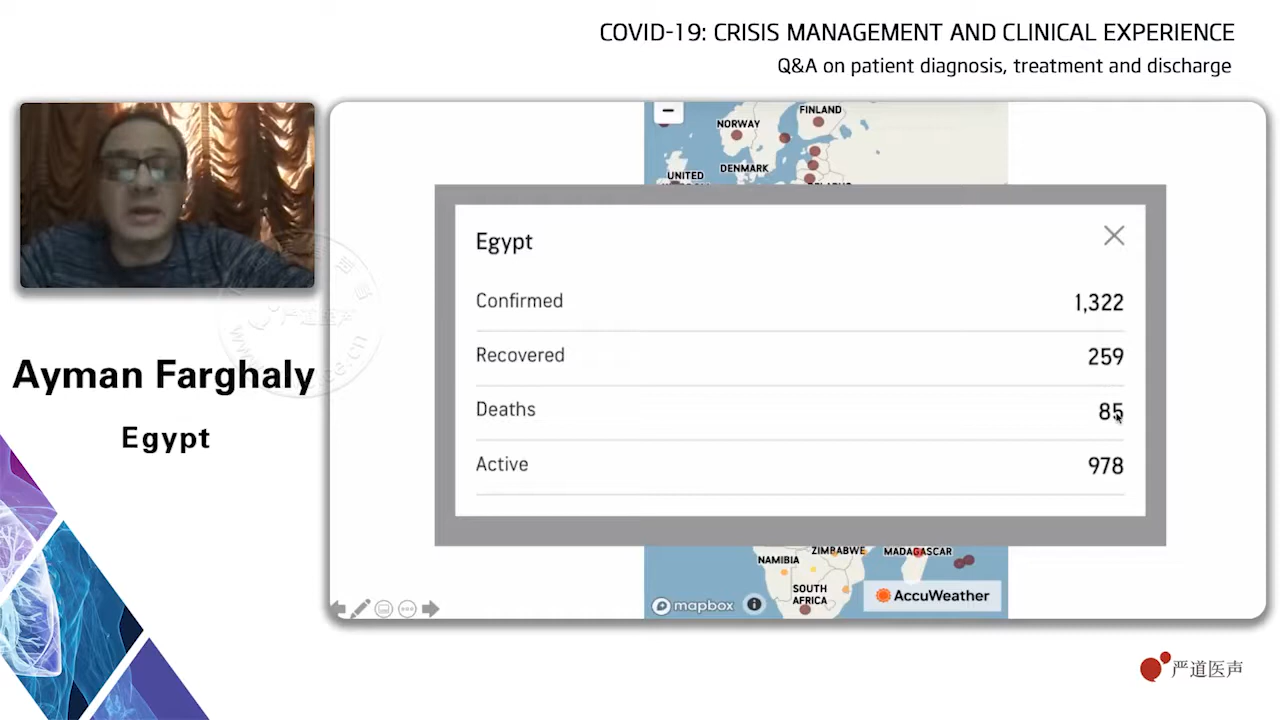 COVID-19: CRISIS MANAGEMENT AND CLINICAL EXPERIENCE
Q&A on patient diagnosis, treatment and discharge
FINLAND
NORWAY
DENMARK
UNITED
Egypt
Confirmed 1,322
Recovered 259
Deaths 85
Active 978
Ayman Farghaly
Egypt
ZIMBABWE
MADAGASCAR
NAMIBIA
SOUTH
AFRICA
mapbox
AccuWeather
严道医声